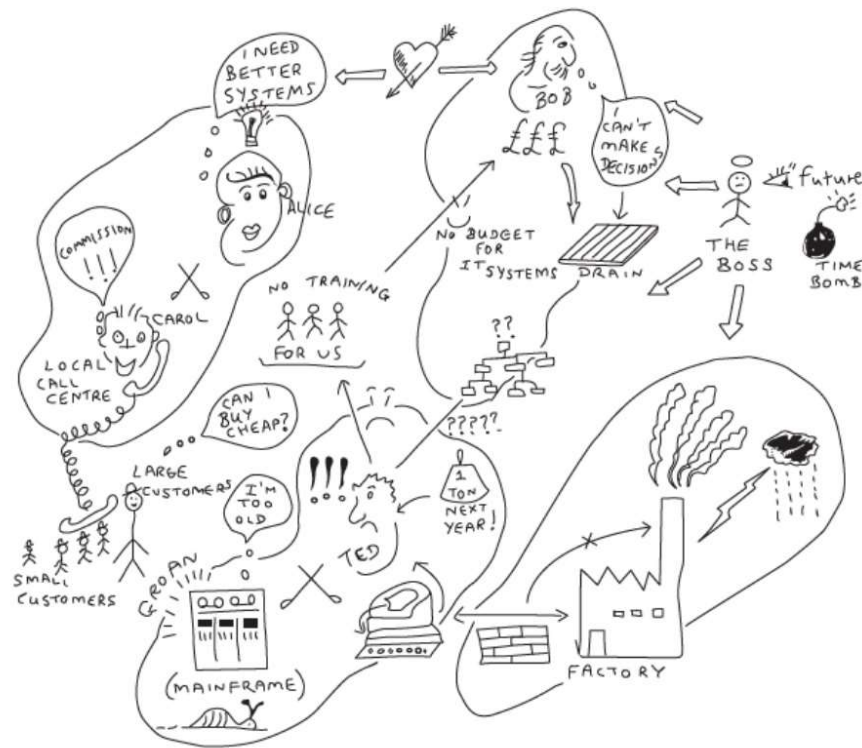 I NEED
BETTER
SYSTEMS
BOB
£££
I
CAN'T
MAKE
DECISIONS
future
THE
BOSS
TIME
BOMB
ALICE
COMMISSION
!!!
CAROL
LOCAL
CALL
CENTRE
NO BUDGET
FOR
IT SYSTEMS
DRAIN
NO TRAINING
FOR US
??
?????
CAN I
BUY
CHEAP?
LARGE
CUSTOMERS
I'M
TOO
OLD
!!!
1
TON
NEXT
YEAR!
TED
SMALL
CUSTOMERS
GROAN
(MAINFRAME)
FACTORY